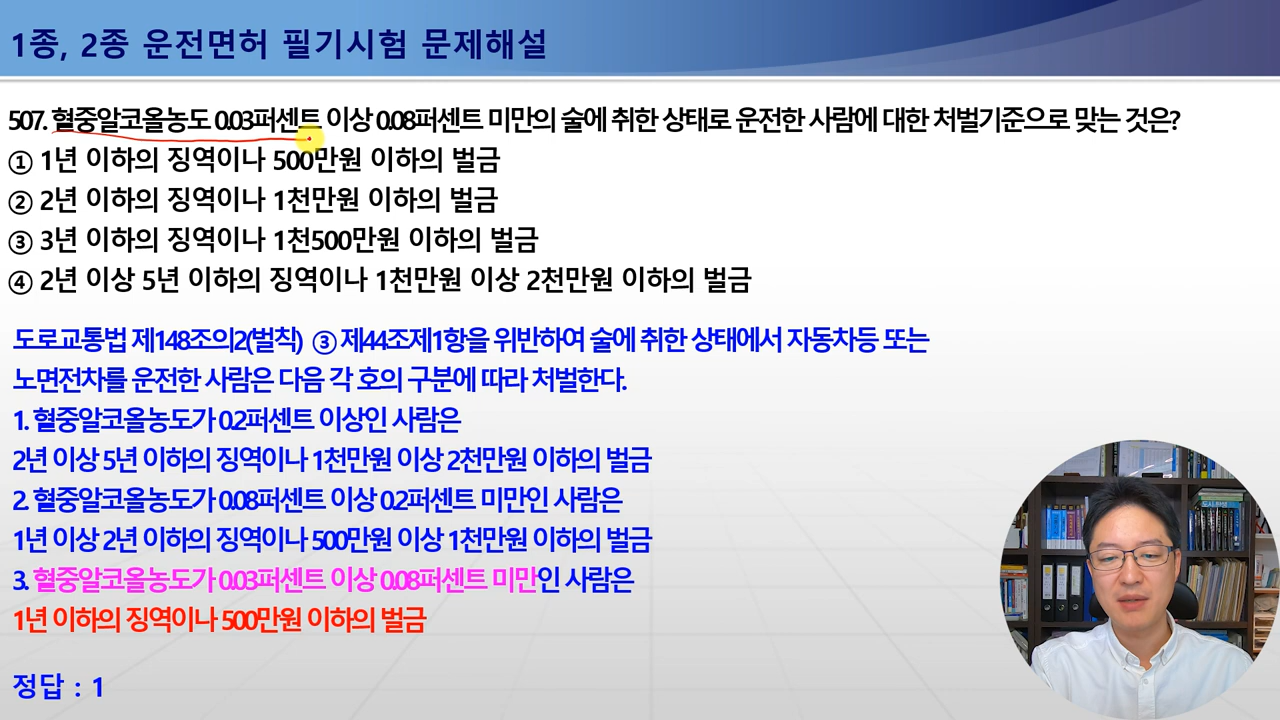 1종, 2종 운전면허 필기시험 문제해설
507. 혈중알코올농도 0.03퍼센트 이상 0.08퍼센트 미만의 술에 취한 상태로 운전한 사람에 대한 처벌기준으로 맞는 것은?
① 1년 이하의 징역이나 500만원 이하의 벌금
② 2년 이하의 징역이나 1천만원 이하의 벌금
③ 3년 이하의 징역이나 1천500만원 이하의 벌금
④ 2년 이상 5년 이하의 징역이나 1천만원 이상 2천만원 이하의 벌금
도로교통법 제148조의2(벌칙) ③ 제44조제1항을 위반하여 술에 취한 상태에서 자동차등 또는
노면전차를 운전한 사람은 다음 각 호의 구분에 따라 처벌한다.
1. 혈중알코올농도가 0.2퍼센트 이상인 사람은
2년 이상 5년 이하의 징역이나 1천만원 이상 2천만원 이하의 벌금
2. 혈중알코올농도가 0.08퍼센트 이상 0.2퍼센트 미만인 사람은
1년 이상 2년 이하의 징역이나 500만원 이상 1천만원 이하의 벌금
3. 혈중알코올농도가 0.03퍼센트 이상 0.08퍼센트 미만인 사람은
1년 이하의 징역이나 500만원 이하의 벌금
정답 : 1